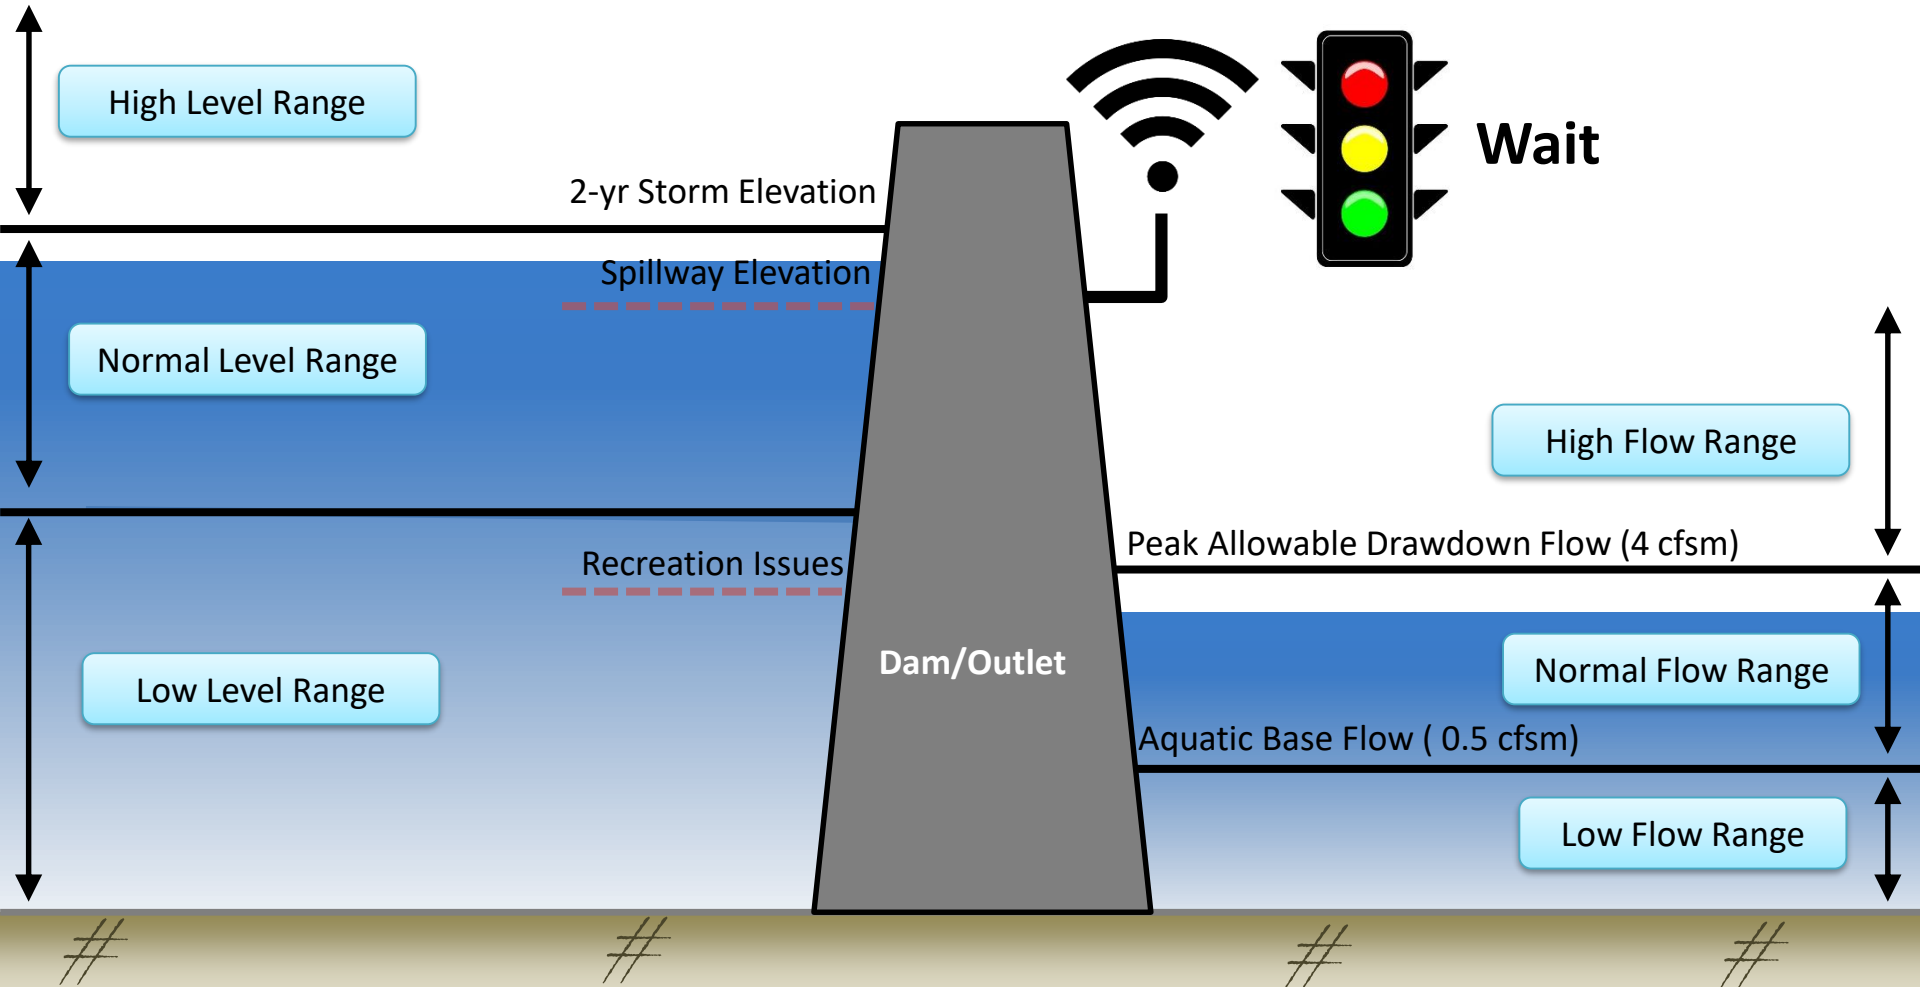 High Level Range
Wait
2-yr Storm Elevation
Spillway Elevation
Normal Level Range
High Flow Range
Peak Allowable Drawdown Flow (4 cfsm)
Recreation Issues
Dam/Outlet
Normal Flow Range
Low Level Range
Aquatic Base Flow ( 0.5 cfsm)
Low Flow Range